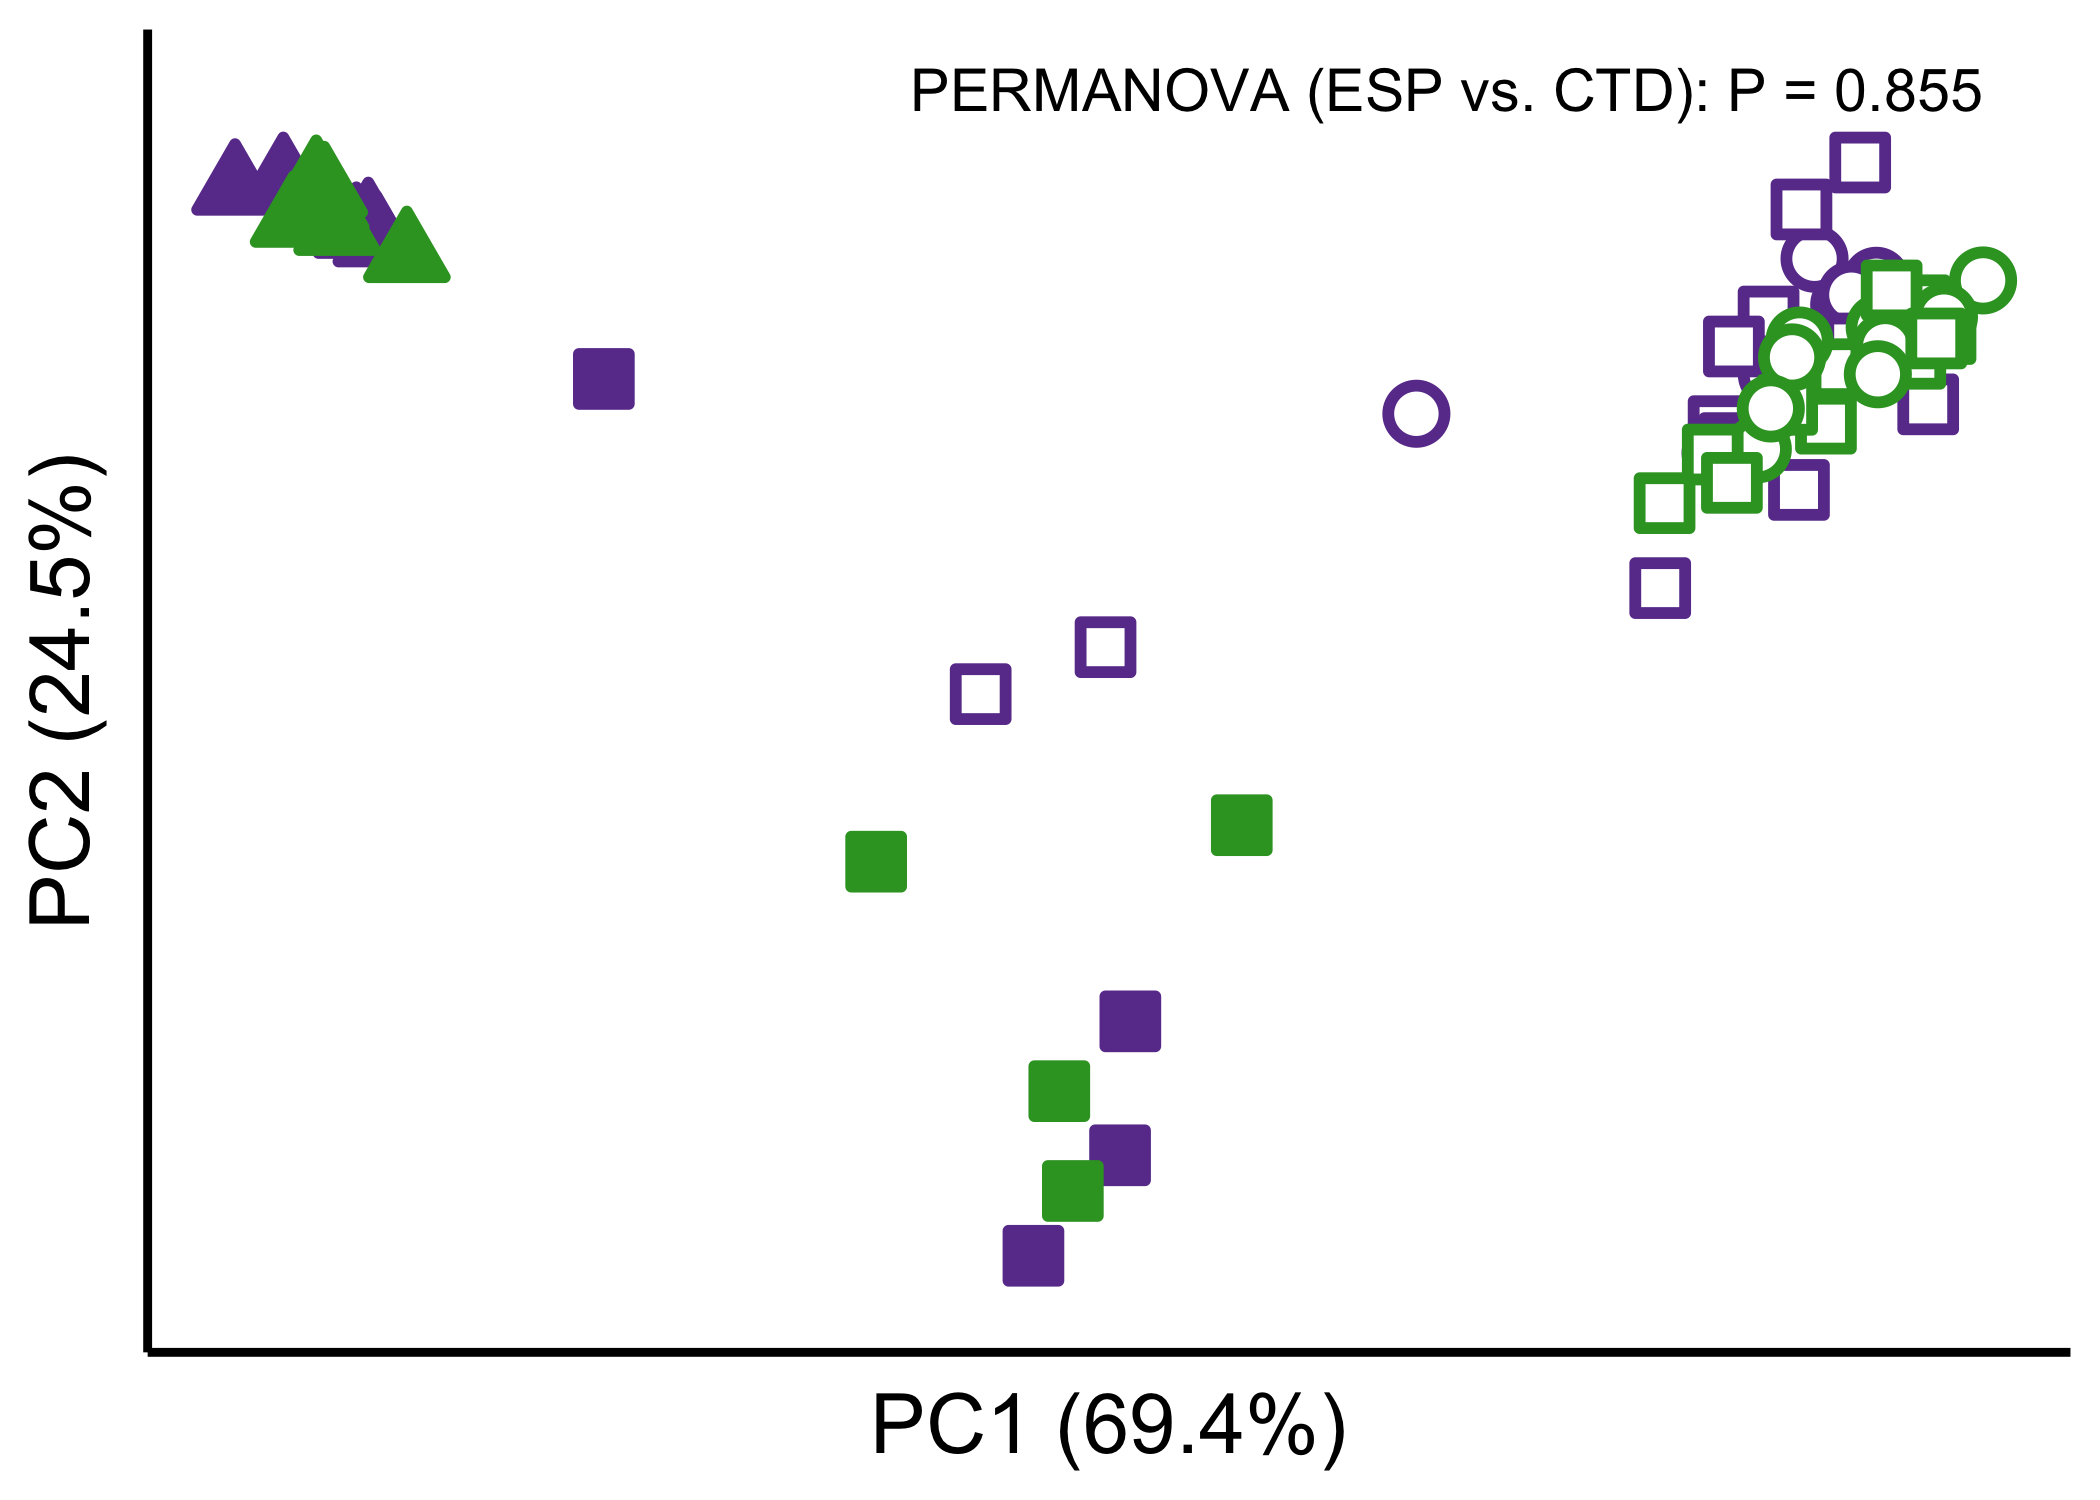 PERMANOVA (ESP vs. CTD): P = 0.855
PC2 (24.5%)
PC1 (69.4%)